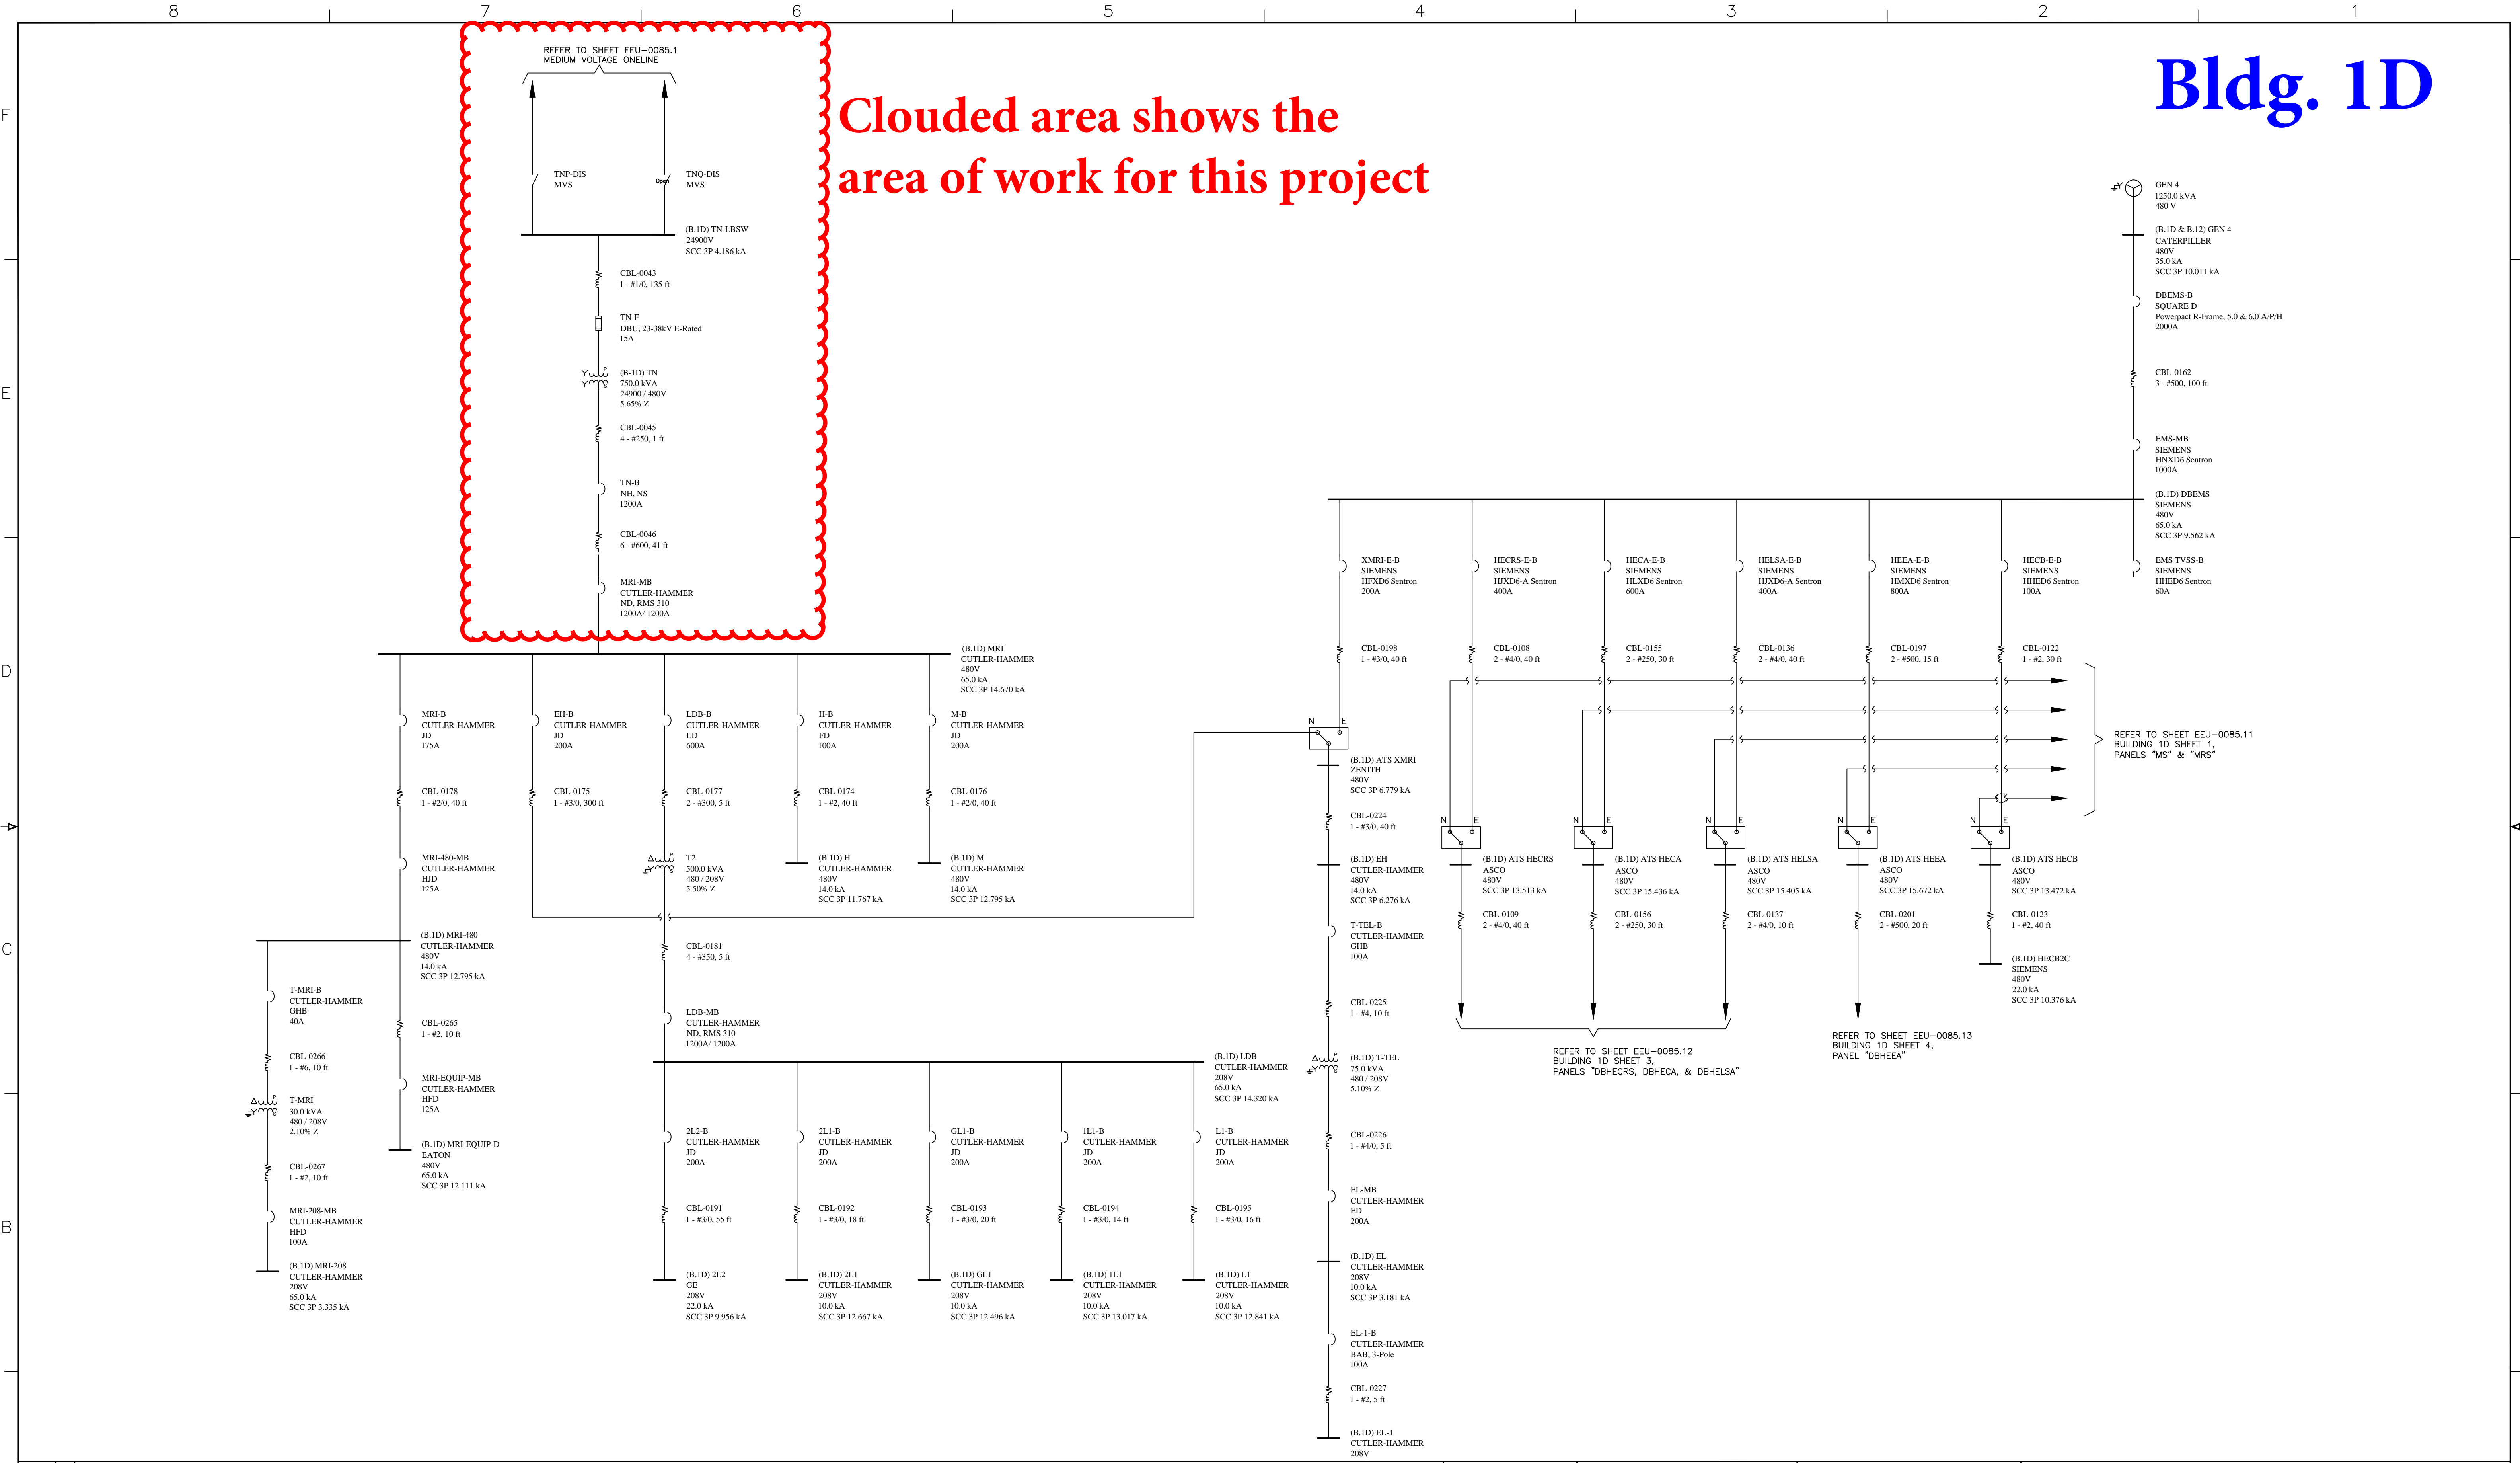 8
7
6
5
4
3
2
1
F
E
D
C
B
REFER TO SHEET EEU-0085.1
MEDIUM VOLTAGE ONELINE
Clouded area shows the
area of work for this project
Bldg. 1D
TNP-DIS
MVS
Open
TNQ-DIS
MVS
(B.1D) TN-LBSW
24900V
SCC 3P 4.186 kA
CBL-0043
1 - #1/0, 135 ft
TN-F
DBU, 23-38kV E-Rated
15A
Y
Y
P
S
(B-1D) TN
750.0 kVA
24900 / 480V
5.65% Z
CBL-0045
4 - #250, 1 ft
TN-B
NH, NS
1200A
CBL-0046
6 - #600, 41 ft
MRI-MB
CUTLER-HAMMER
ND, RMS 310
1200A/ 1200A
(B.1D) MRI
CUTLER-HAMMER
480V
65.0 kA
SCC 3P 14.670 kA
GEN 4
1250.0 kVA
480 V
(B.1D & B.12) GEN 4
CATERPILLER
480V
35.0 kA
SCC 3P 10.011 kA
DBEMS-B
SQUARE D
Powerpact R-Frame, 5.0 & 6.0 A/P/H
2000A
CBL-0162
3 - #500, 100 ft
EMS-MB
SIEMENS
HNXD6 Sentron
1000A
(B.1D) DBEMS
SIEMENS
480V
65.0 kA
SCC 3P 9.562 kA
XMRI-E-B
SIEMENS
HFXD6 Sentron
200A
HECRS-E-B
SIEMENS
HJXD6-A Sentron
400A
HECA-E-B
SIEMENS
HLXD6 Sentron
600A
HELSA-E-B
SIEMENS
HJXD6-A Sentron
400A
HEEA-E-B
SIEMENS
HMXD6 Sentron
800A
HECB-E-B
SIEMENS
HHED6 Sentron
100A
EMS TVSS-B
SIEMENS
HHED6 Sentron
60A
CBL-0198
1 - #3/0, 40 ft
CBL-0108
2 - #4/0, 40 ft
CBL-0155
2 - #250, 30 ft
CBL-0136
2 - #4/0, 40 ft
CBL-0197
2 - #500, 15 ft
CBL-0122
1 - #2, 30 ft
REFER TO SHEET EEU-0085.11
BUILDING 1D SHEET 1,
PANELS "MS" & "MRS"
MRI-B
CUTLER-HAMMER
JD
175A
EH-B
CUTLER-HAMMER
JD
200A
LDB-B
CUTLER-HAMMER
LD
600A
H-B
CUTLER-HAMMER
FD
100A
M-B
CUTLER-HAMMER
JD
200A
CBL-0178
1 - #2/0, 40 ft
CBL-0175
1 - #3/0, 300 ft
CBL-0177
2 - #300, 5 ft
CBL-0174
1 - #2, 40 ft
CBL-0176
1 - #2/0, 40 ft
N E
(B.1D) ATS XMRI
ZENITH
480V
SCC 3P 6.779 kA
CBL-0224
1 - #3/0, 40 ft
N E
N E
N E
N E
N E
MRI-480-MB
CUTLER-HAMMER
HJD
125A
P
S
T2
500.0 kVA
480 / 208V
5.50% Z
(B.1D) H
CUTLER-HAMMER
480V
14.0 kA
SCC 3P 11.767 kA
(B.1D) M
CUTLER-HAMMER
480V
14.0 kA
SCC 3P 12.795 kA
(B.1D) EH
CUTLER-HAMMER
480V
14.0 kA
SCC 3P 6.276 kA
(B.1D) ATS HECRS
ASCO
480V
SCC 3P 13.513 kA
(B.1D) ATS HECA
ASCO
480V
SCC 3P 15.436 kA
(B.1D) ATS HELSA
ASCO
480V
SCC 3P 15.405 kA
(B.1D) ATS HEEA
ASCO
480V
SCC 3P 15.672 kA
(B.1D) ATS HECB
ASCO
480V
SCC 3P 13.472 kA
CBL-0109
2 - #4/0, 40 ft
CBL-0156
2 - #250, 30 ft
CBL-0137
2 - #4/0, 10 ft
CBL-0201
2 - #500, 20 ft
CBL-0123
1 - #2, 40 ft
(B.1D) MRI-480
CUTLER-HAMMER
480V
14.0 kA
SCC 3P 12.795 kA
CBL-0181
4 - #350, 5 ft
T-TEL-B
CUTLER-HAMMER
GHB
100A
(B.1D) HECB2C
SIEMENS
480V
22.0 kA
SCC 3P 10.376 kA
T-MRI-B
CUTLER-HAMMER
GHB
40A
CBL-0265
1 - #2, 10 ft
LDB-MB
CUTLER-HAMMER
ND, RMS 310
1200A/ 1200A
CBL-0225
1 - #4, 10 ft
REFER TO SHEET EEU-0085.12
BUILDING 1D SHEET 3,
PANELS "DBHECRS, DBHECA, & DBHELSA"
REFER TO SHEET EEU-0085.13
BUILDING 1D SHEET 4,
PANEL "DBHEEA"
CBL-0266
1 - #6, 10 ft
MRI-EQUIP-MB
CUTLER-HAMMER
HFD
125A
(B.1D) LDB
CUTLER-HAMMER
208V
65.0 kA
SCC 3P 14.320 kA
P
S
(B.1D) T-TEL
75.0 kVA
480 / 208V
5.10% Z
P
S
T-MRI
30.0 kVA
480 / 208V
2.10% Z
(B.1D) MRI-EQUIP-D
EATON
480V
65.0 kA
SCC 3P 12.111 kA
2L2-B
CUTLER-HAMMER
JD
200A
2L1-B
CUTLER-HAMMER
JD
200A
GL1-B
CUTLER-HAMMER
JD
200A
1L1-B
CUTLER-HAMMER
JD
200A
L1-B
CUTLER-HAMMER
JD
200A
CBL-0226
1 - #4/0, 5 ft
CBL-0267
1 - #2, 10 ft
EL-MB
CUTLER-HAMMER
ED
200A
MRI-208-MB
CUTLER-HAMMER
HFD
100A
CBL-0191
1 - #3/0, 55 ft
CBL-0192
1 - #3/0, 18 ft
CBL-0193
1 - #3/0, 20 ft
CBL-0194
1 - #3/0, 14 ft
CBL-0195
1 - #3/0, 16 ft
(B.1D) MRI-208
CUTLER-HAMMER
208V
65.0 kA
SCC 3P 3.335 kA
(B.1D) 2L2
GE
208V
22.0 kA
SCC 3P 9.956 kA
(B.1D) 2L1
CUTLER-HAMMER
208V
10.0 kA
SCC 3P 12.667 kA
(B.1D) GL1
CUTLER-HAMMER
208V
10.0 kA
SCC 3P 12.496 kA
(B.1D) 1L1
CUTLER-HAMMER
208V
10.0 kA
SCC 3P 13.017 kA
(B.1D) L1
CUTLER-HAMMER
208V
10.0 kA
SCC 3P 12.841 kA
(B.1D) EL
CUTLER-HAMMER
208V
10.0 kA
SCC 3P 3.181 kA
EL-1-B
CUTLER-HAMMER
BAB, 3-Pole
100A
CBL-0227
1 - #2, 5 ft
(B.1D) EL-1
CUTLER-HAMMER
208V